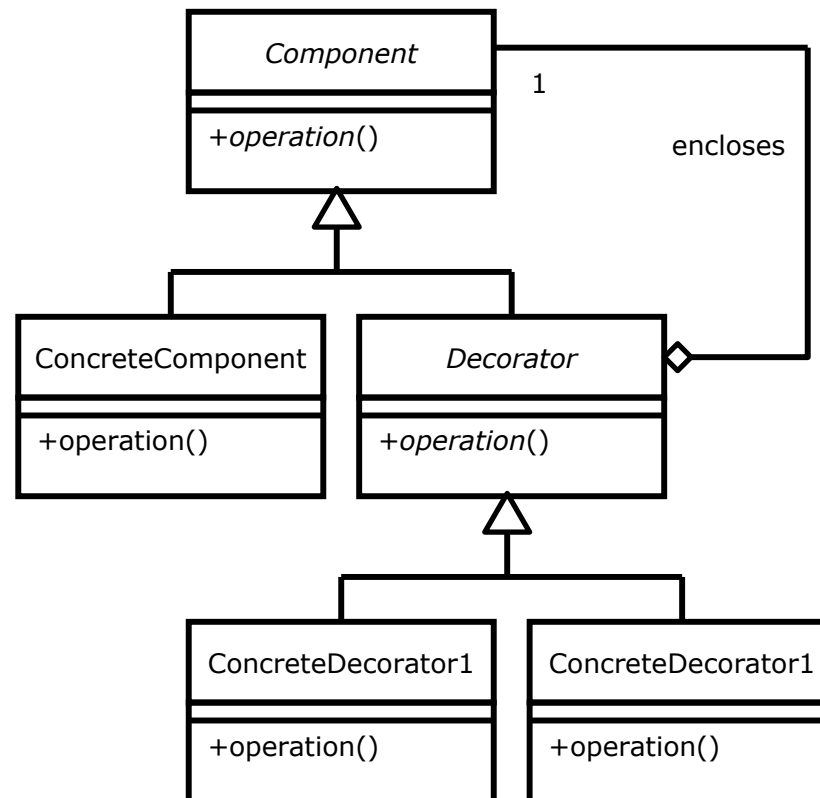 Component
1
+operation()
encloses
ConcreteComponent
Decorator
+operation()
+operation()
ConcreteDecorator1
ConcreteDecorator1
+operation()
+operation()